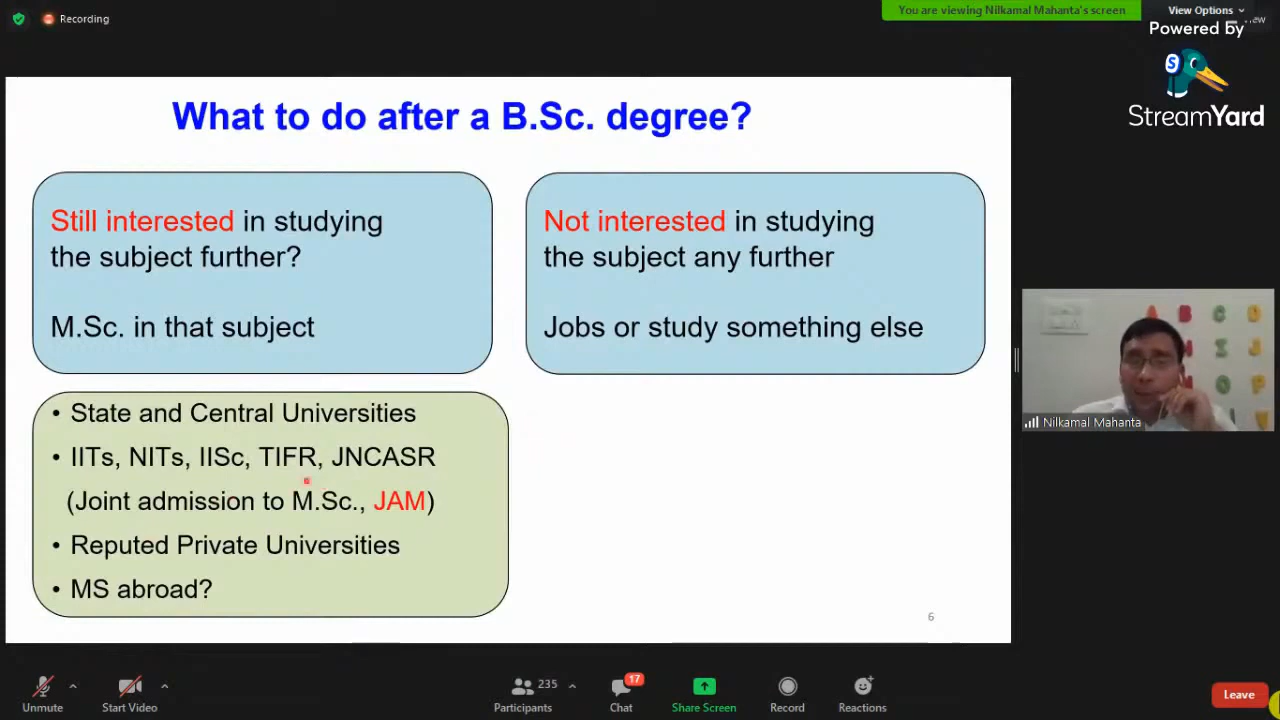 Recording
You are viewing Nilkamal Mahanta's screen
View Options
View
Powered by
StreamYard
What to do after a B.Sc. degree?
Still interested in studying
the subject further?
M.Sc. in that subject
Not interested in studying
the subject any further
Jobs or study something else
• State and Central Universities
• IITs, NITs, IISc, TIFR, JNCASR
(Joint admission to M.Sc., JAM)
• Reputed Private Universities
• MS abroad?
6
Nilkamal Mahanta
Unmute
Start Video
235
Participants
17
Chat
Share Screen
Record
Reactions
Leave